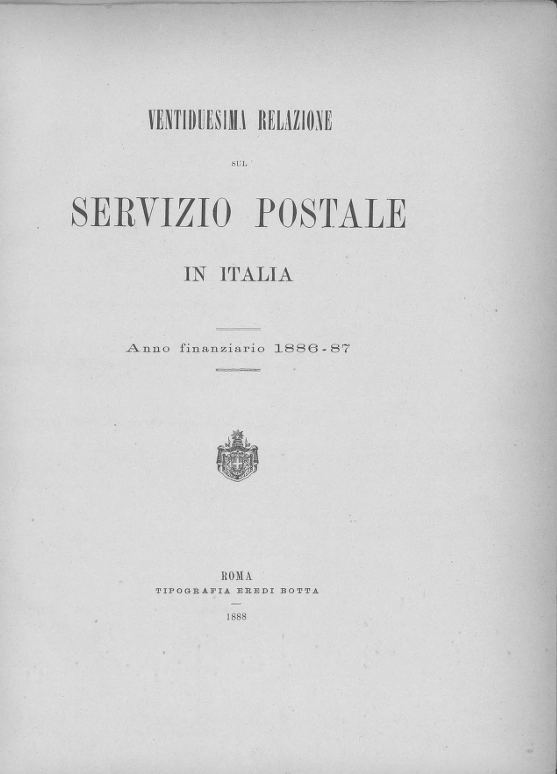 VENTIDUESIMA RELAZIONE
SUL
SERVIZIO POSTALE
IN ITALIA
Anno finanziario 1886-87
ROMA
TIPOGRAFIA EREDI BOTTA
1888